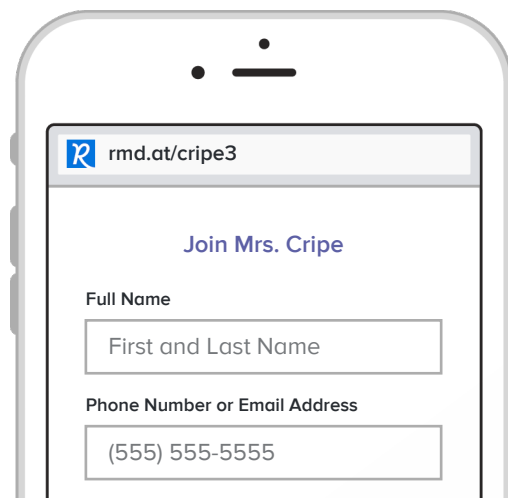 rmd.at/cripe3
Join Mrs. Cripe
Full Name
First and Last Name
Phone Number or Email Address
(555) 555-5555